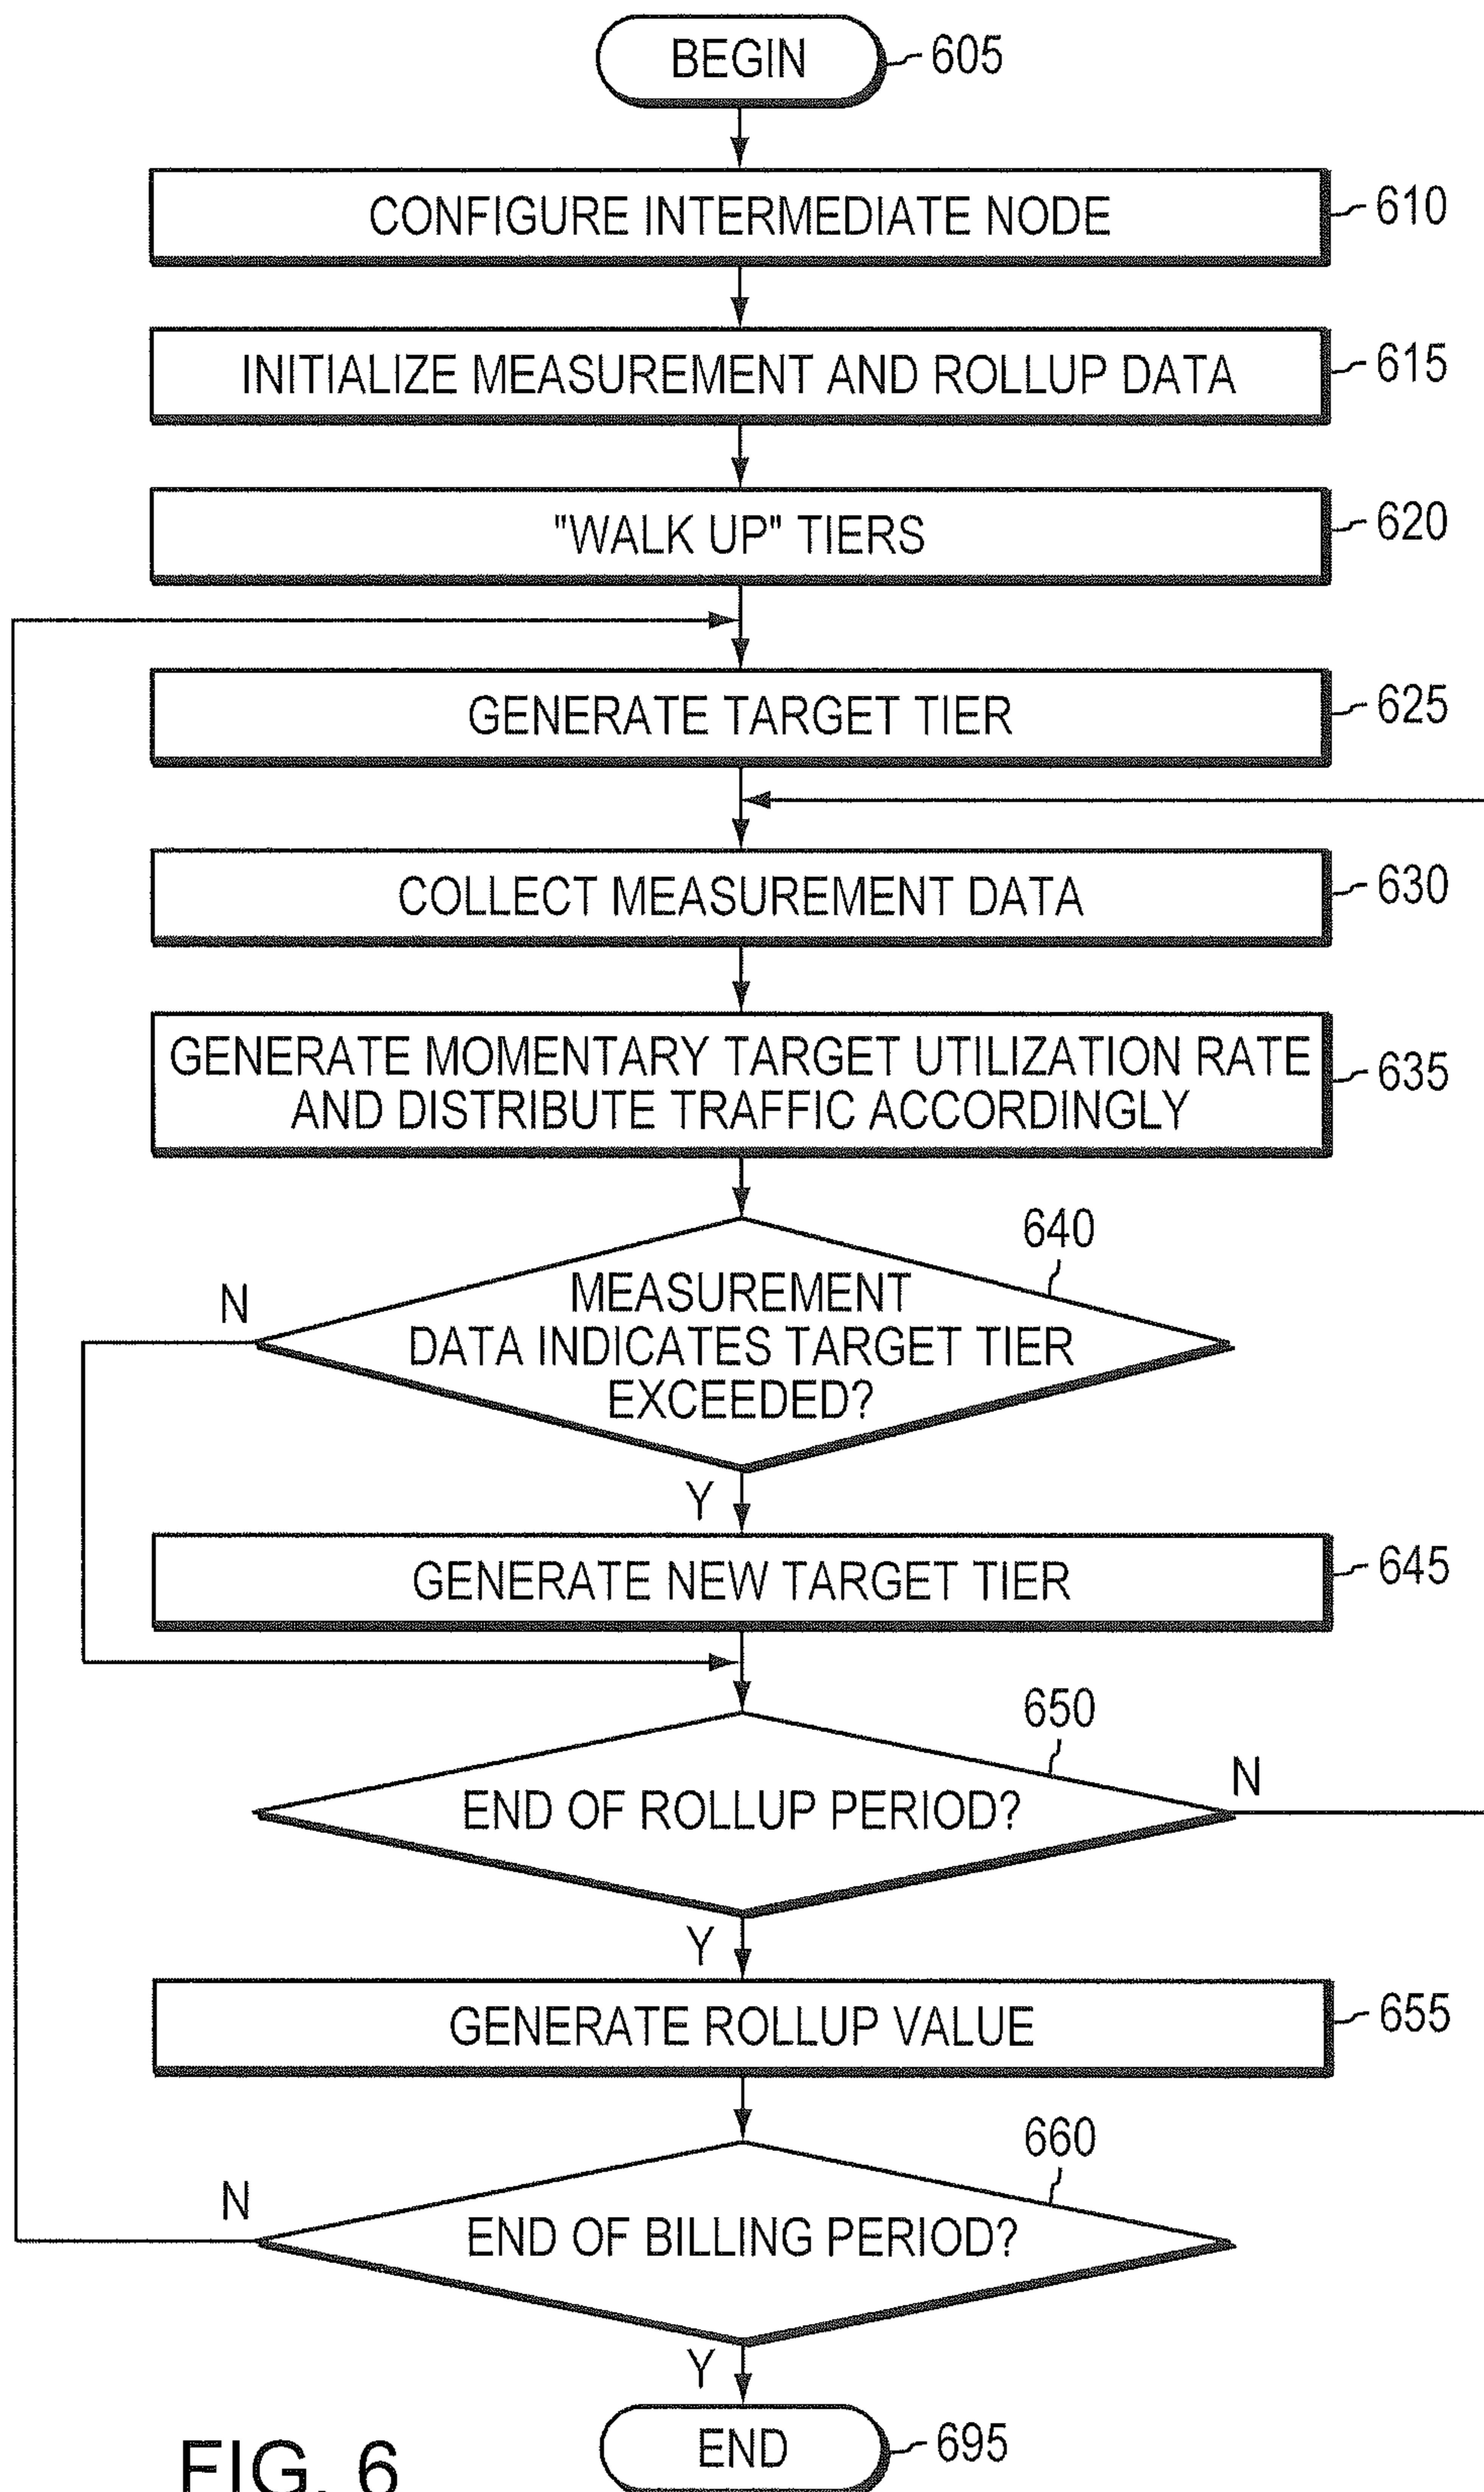 BEGIN
605
CONFIGURE INTERMEDIATE NODE
610
INITIALIZE MEASUREMENT AND ROLLUP DATA
615
"WALK UP" TIERS
620
GENERATE TARGET TIER
625
COLLECT MEASUREMENT DATA
630
GENERATE MOMENTARY TARGET UTILIZATION RATE
AND DISTRIBUTE TRAFFIC ACCORDINGLY
635
640
N
MEASUREMENT
DATA INDICATES TARGET TIER
EXCEEDED?
Y
GENERATE NEW TARGET TIER
645
650
N
END OF ROLLUP PERIOD?
Y
GENERATE ROLLUP VALUE
655
660
N
END OF BILLING PERIOD?
Y
END
695
FIG. 6